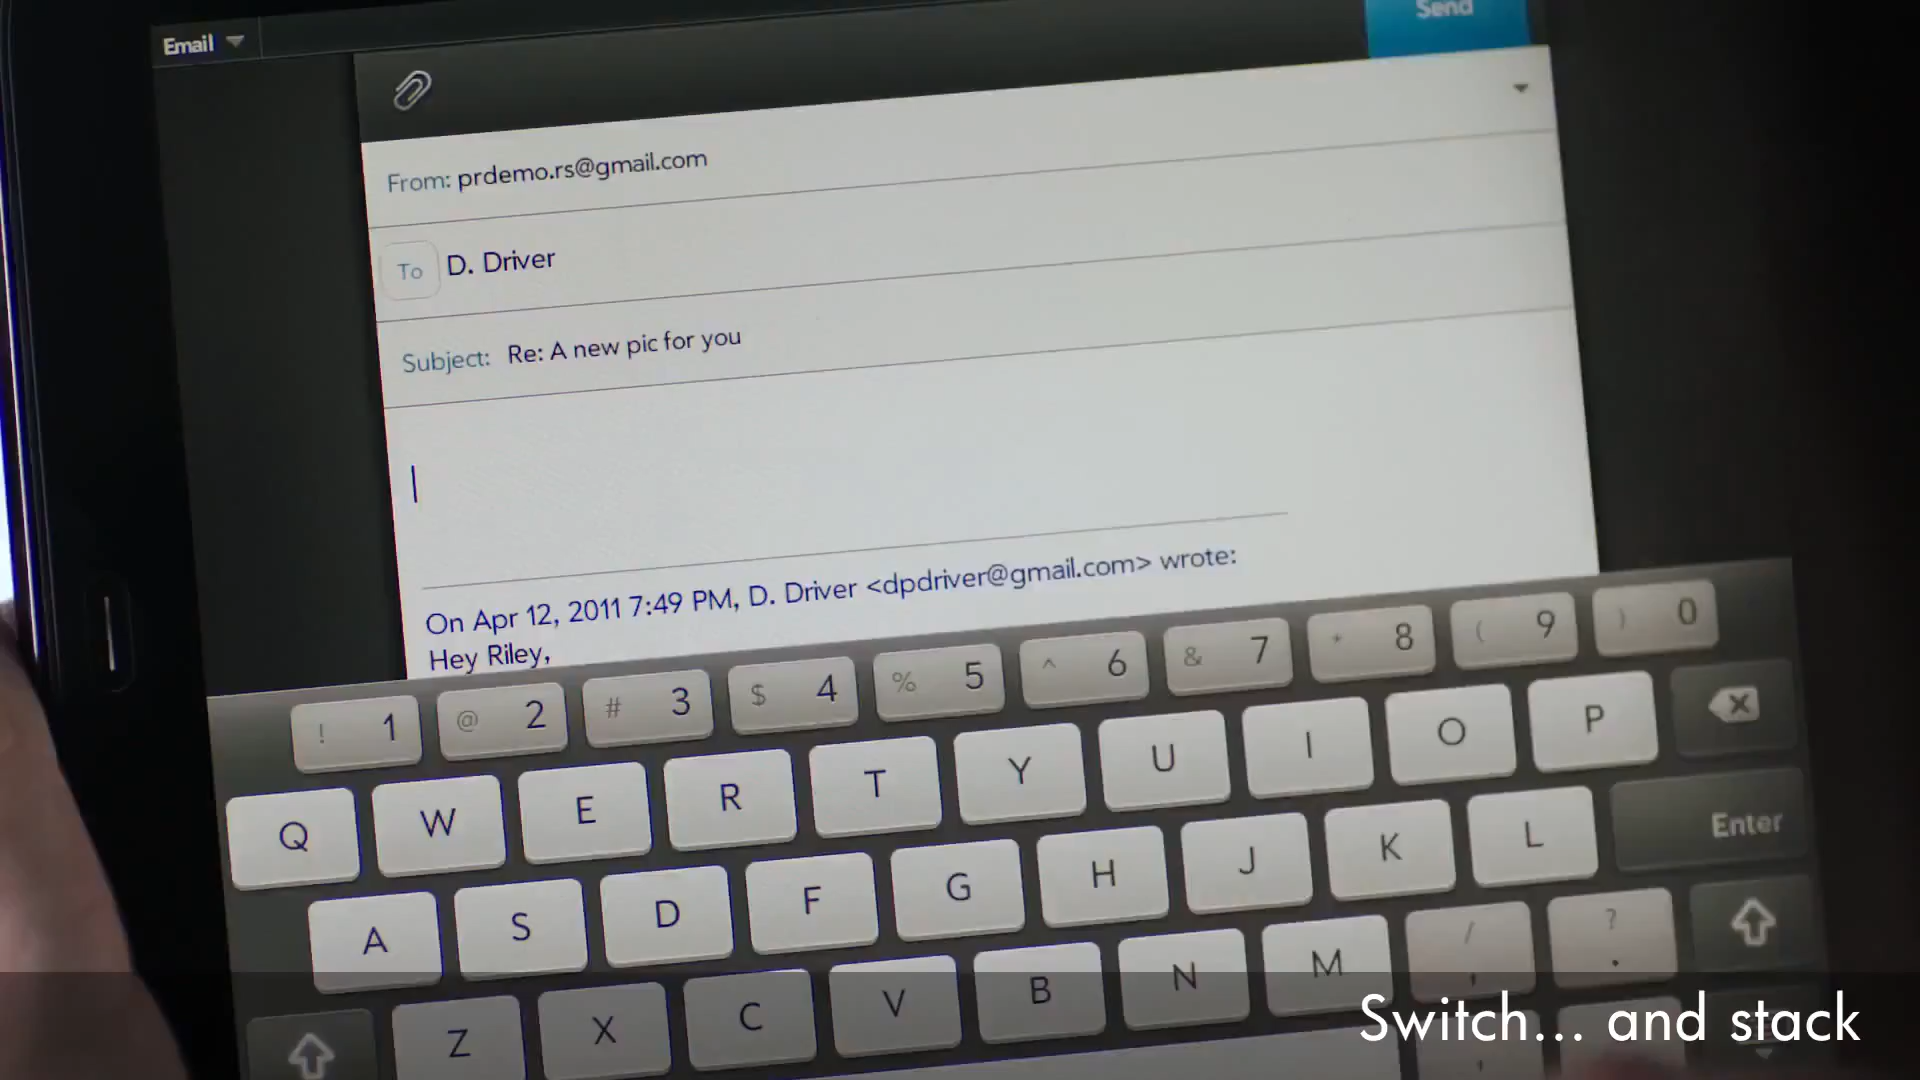 Email
Send
From: prdemo.rs@gmail.com
To D. Driver
Subject: Re: A new pic for you
On Apr 12, 2011 7:49 PM, D. Driver <dpdriver@gmail.com> wrote:
Hey Riley,
! 1 @ 2 # 3 $ 4 % 5 ^ 6 & 7 * 8 ( 9 ) 0
Q W E R T Y U I O P
A S D F G H J K L Enter
Z X C V B N M / , ? .
Switch... and stack